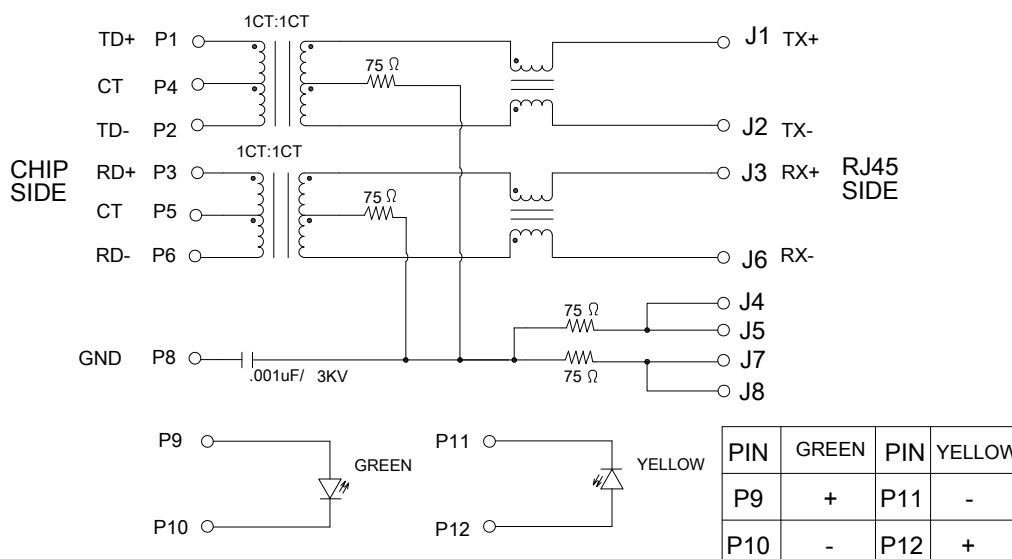 1CT:1CT
TD+ P1
J1 TX+
75 Ω
CT P4
TD- P2
J2 TX-
1CT:1CT
CHIP
SIDE
RD+ P3
J3 RX+
RJ45
SIDE
75 Ω
CT P5
RD- P6
J6 RX-
J4
75 Ω
J5
GND P8
J7
.001uF/ 3KV
75 Ω
J8
P9
GREEN
P10
P11
YELLOW
P12
PIN GREEN PIN YELLOW
P9 + P11 -
P10 - P12 +